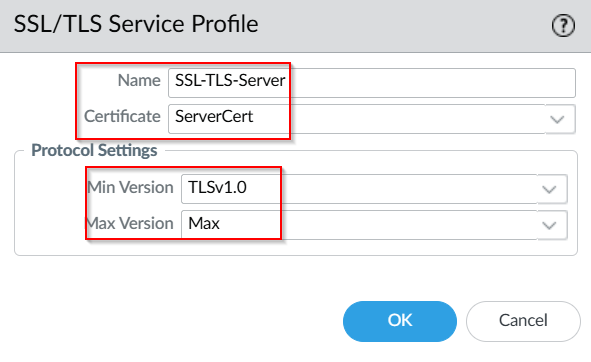 SSL/TLS Service Profile ?
Name SSL-TLS-Server
Certificate ServerCert
Protocol Settings
Min Version TLSv1.0
Max Version Max
OK Cancel